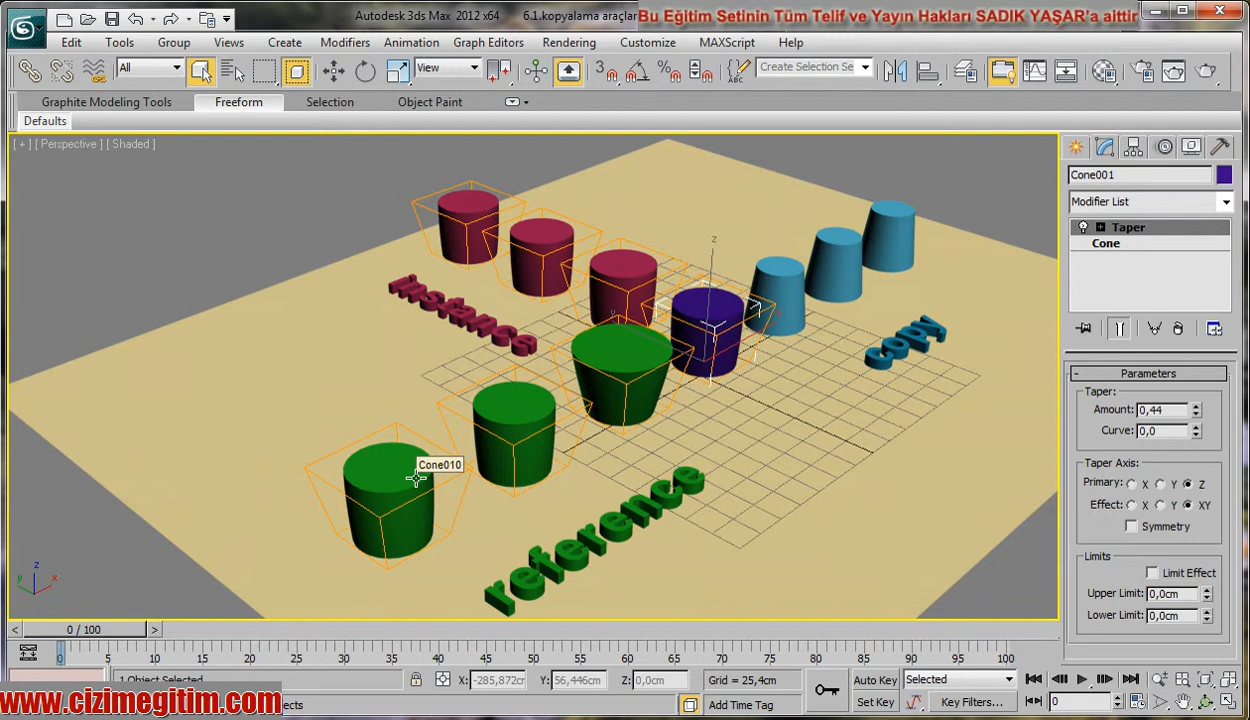 Autodesk 3ds Max 2012 x64 6.1.kopyalama araçlar
Bu Eğitim Setinin Tüm Telif ve Yayın Hakları SADIK YAŞAR'a aittir
Edit Tools Group Views Create Modifiers Animation Graph Editors Rendering Customize MAXScript Help
All View 3 Create Selection Se
Graphite Modeling Tools Freeform Selection Object Paint
Defaults
[ + ] [ Perspective ] [ Shaded ]
Cone001
Modifier List
Taper
Cone
z
x
y
instance
copy
reference
Cone010
- Parameters
Taper:
Amount: 0,44
Curve: 0,0
Taper Axis:
Primary: X Y Z
Effect: X Y XY
Symmetry
Limits
Limit Effect
Upper Limit: 0,0cm
Lower Limit: 0,0cm
z
y x
< 0 / 100 >
0 5 10 15 20 25 30 35 40 45 50 55 60 65 70 75 80 85 90 95 100
1 Object Selected X: -285,872cm Y: 56,446cm Z: 0,0cm Grid = 25,4cm Auto Key Selected
www.cizimegitim.com
ects Add Time Tag Set Key Key Filters... 0